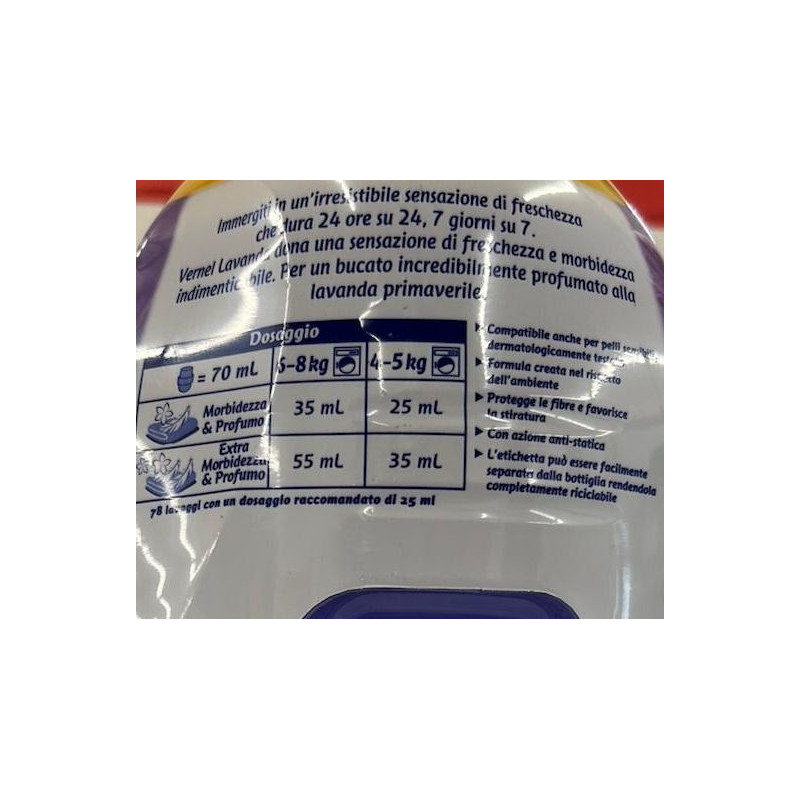 Immergiti in un'irresistibile sensazione di freschezza
che dura 24 ore su 24, 7 giorni su 7.
Vernel Lavanda dona una sensazione di freschezza e morbidezza
indimenticabile. Per un bucato incredibilmente profumato alla
lavanda primaverile.
Dosaggio
= 70 mL 6-8 kg 4-5 kg
Morbidezza
& Profumo
35 mL 25 mL
Extra
Morbidezza
& Profumo
55 mL 35 mL
78 lavaggi con un dosaggio raccomandato di 25 ml
Compatibile anche per pelli sensibili
dermatologicamente testato
Formula creata nel rispetto
dell'ambiente
Protegge le fibre e favorisce
la stiratura
Con azione anti-statica
L'etichetta può essere facilmente
separata dalla bottiglia rendendola
completamente riciclabile